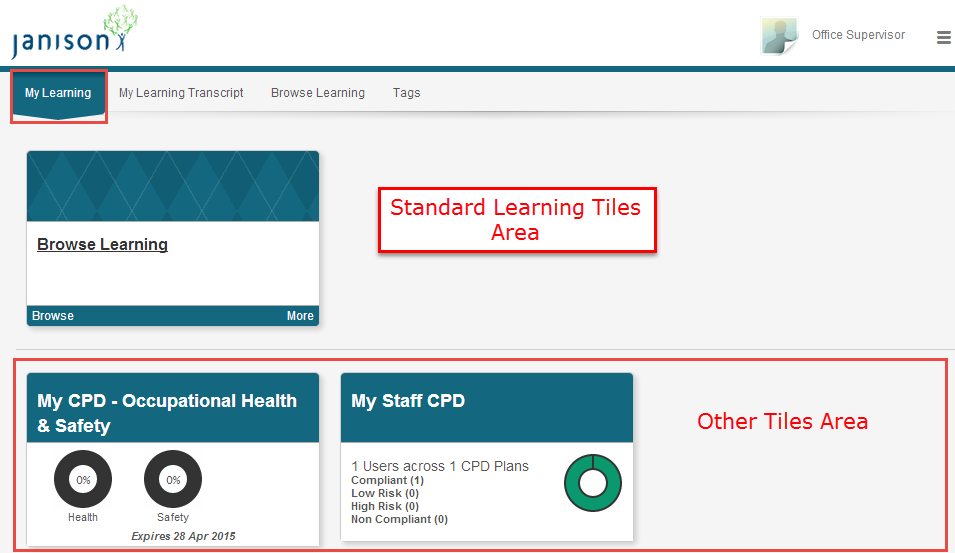 janison
Office Supervisor
My Learning
My Learning Transcript
Browse Learning
Tags
Standard Learning Tiles
Area
Browse Learning
Browse
More
My CPD - Occupational Health
& Safety
0%
0%
Health
Safety
Expires 28 Apr 2015
My Staff CPD
1 Users across 1 CPD Plans
Compliant (1)
Low Risk (0)
High Risk (0)
Non Compliant (0)
Other Tiles Area